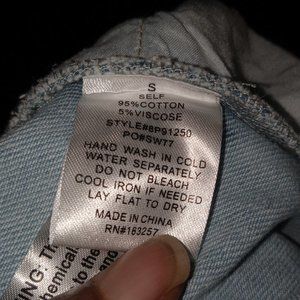 S
SELF
95%COTTON
5%VISCOSE
STYLE#8P91250
PO#SW77
HAND WASH IN COLD
WATER SEPARATELY
DO NOT BLEACH
COOL IRON IF NEEDED
LAY FLAT TO DRY
MADE IN CHINA
RN#163257